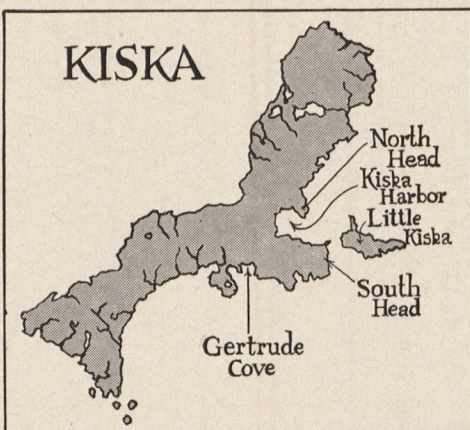 KISKA
North
Head
Kiska
Harbor
Little
Kiska
South
Head
Gertrude
Cove